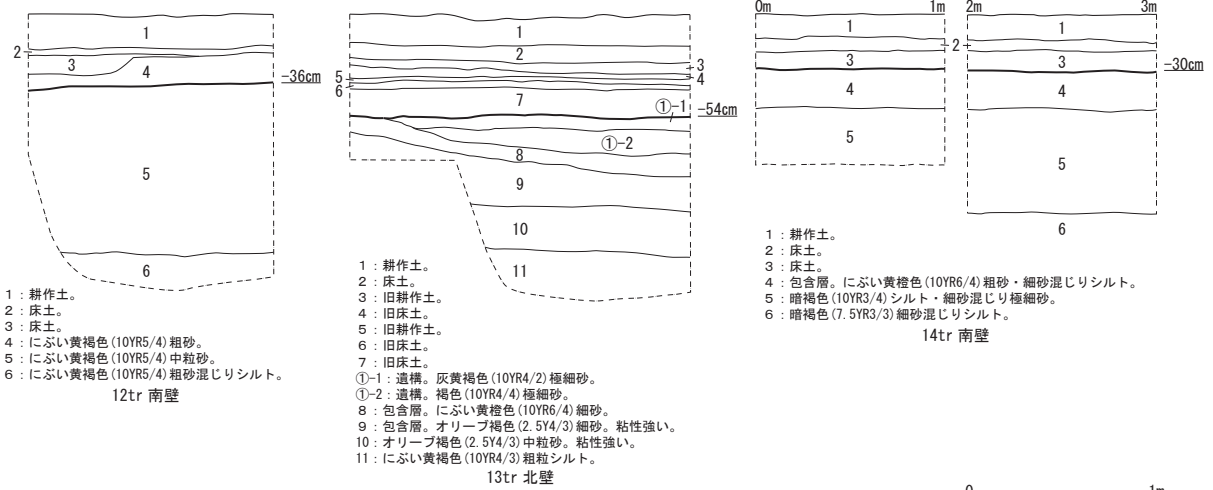 1
2
3
4
-36cm
5
6
1：耕作土。
2：床土。
3：床土。
4：にぶい黄褐色(10YR5/4)粗砂。
5：にぶい黄褐色(10YR5/4)中粒砂。
6：にぶい黄褐色(10YR5/4)粗砂混じりシルト。
12tr 南壁
1
2
3
4
5
6
7
①-1
-54cm
①-2
8
9
10
11
1：耕作土。
2：床土。
3：旧耕作土。
4：旧床土。
5：旧耕作土。
6：旧床土。
7：旧床土。
①-1：遺構。灰黄褐色(10YR4/2)極細砂。
①-2：遺構。褐色(10YR4/4)極細砂。
8：包含層。にぶい黄橙色(10YR6/4)細砂。
9：包含層。オリーブ褐色(2.5Y4/3)細砂。粘性強い。
10：オリーブ褐色(2.5Y4/3)中粒砂。粘性強い。
11：にぶい黄褐色(10YR4/3)粗粒シルト。
13tr 北壁
0m 1m 2m 3m
1 1
2
3 3
-30cm
4 4
5 5
6
1：耕作土。
2：床土。
3：床土。
4：包含層。にぶい黄橙色(10YR6/4)粗砂・細砂混じりシルト。
5：暗褐色(10YR3/4)シルト・細砂混じり極細砂。
6：暗褐色(7.5YR3/3)細砂混じりシルト。
14tr 南壁
0 1m